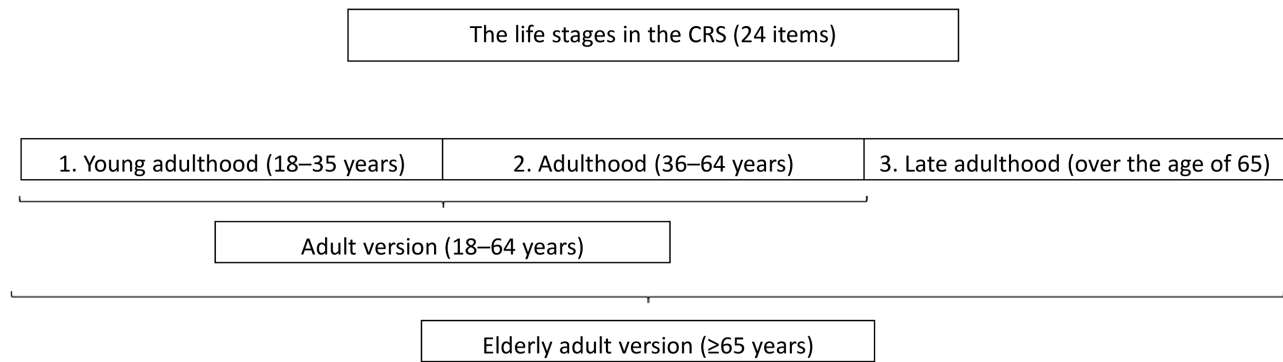 The life stages in the CRS (24 items)
1. Young adulthood (18–35 years)
2. Adulthood (36–64 years)
3. Late adulthood (over the age of 65)
Adult version (18–64 years)
Elderly adult version (≥65 years)